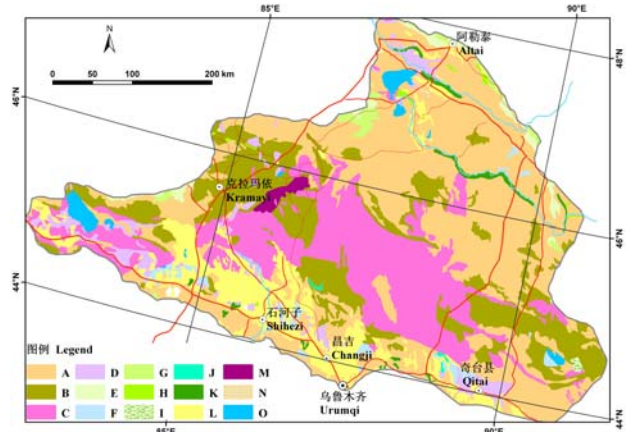 85°E
90°E
N
阿勒泰
Altai
48°N
0 50 100 200 km
46°N
克拉玛依
Kramayi
46°N
44°N
石河子
Shihezi
昌吉
Changji
图例 Legend
奇台县
Qitai
A D G J M
B E H K N
C F I L O
乌鲁木齐
Urumqi
44°N
85°E
90°E